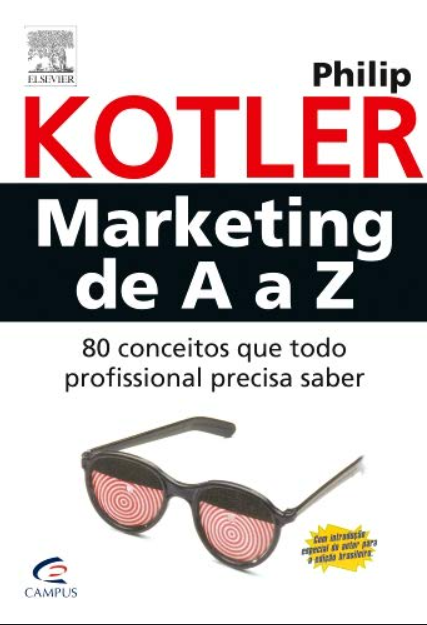 ELSEVIER
Philip
KOTLER
Marketing
de A a Z
80 conceitos que todo
profissional precisa saber
Com introdução
especial do autor para
a edição brasileira.
CAMPUS